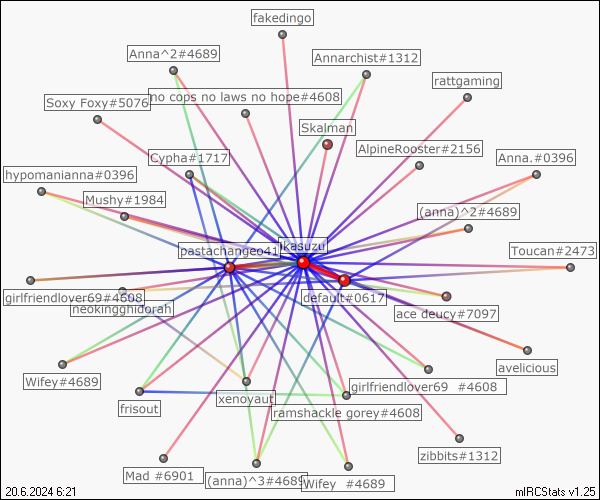 fakedingo
Anna^2#4689
Annarchist#1312
rattgaming
Soxy Foxy#5076
no cops no laws no hope#4608
Skalman
Cypha#1717
AlpineRooster#2156
Anna.#0396
hypomanianna#0396
Mushy#1984
(anna)^2#4689
pastachangeo41
jkasuzu
Toucan#2473
girlfriendlover69#4608
neokingghidorah
default#0617
ace deucy#7097
avelicious
Wifey#4689
frisout
xenoyaut
girlfriendlover69 #4608
ramshackle gorey#4608
zibbits#1312
Mad #6901
(anna)^3#4689
Wifey #4689
20.6.2024 6:21
mIRCStats v1.25